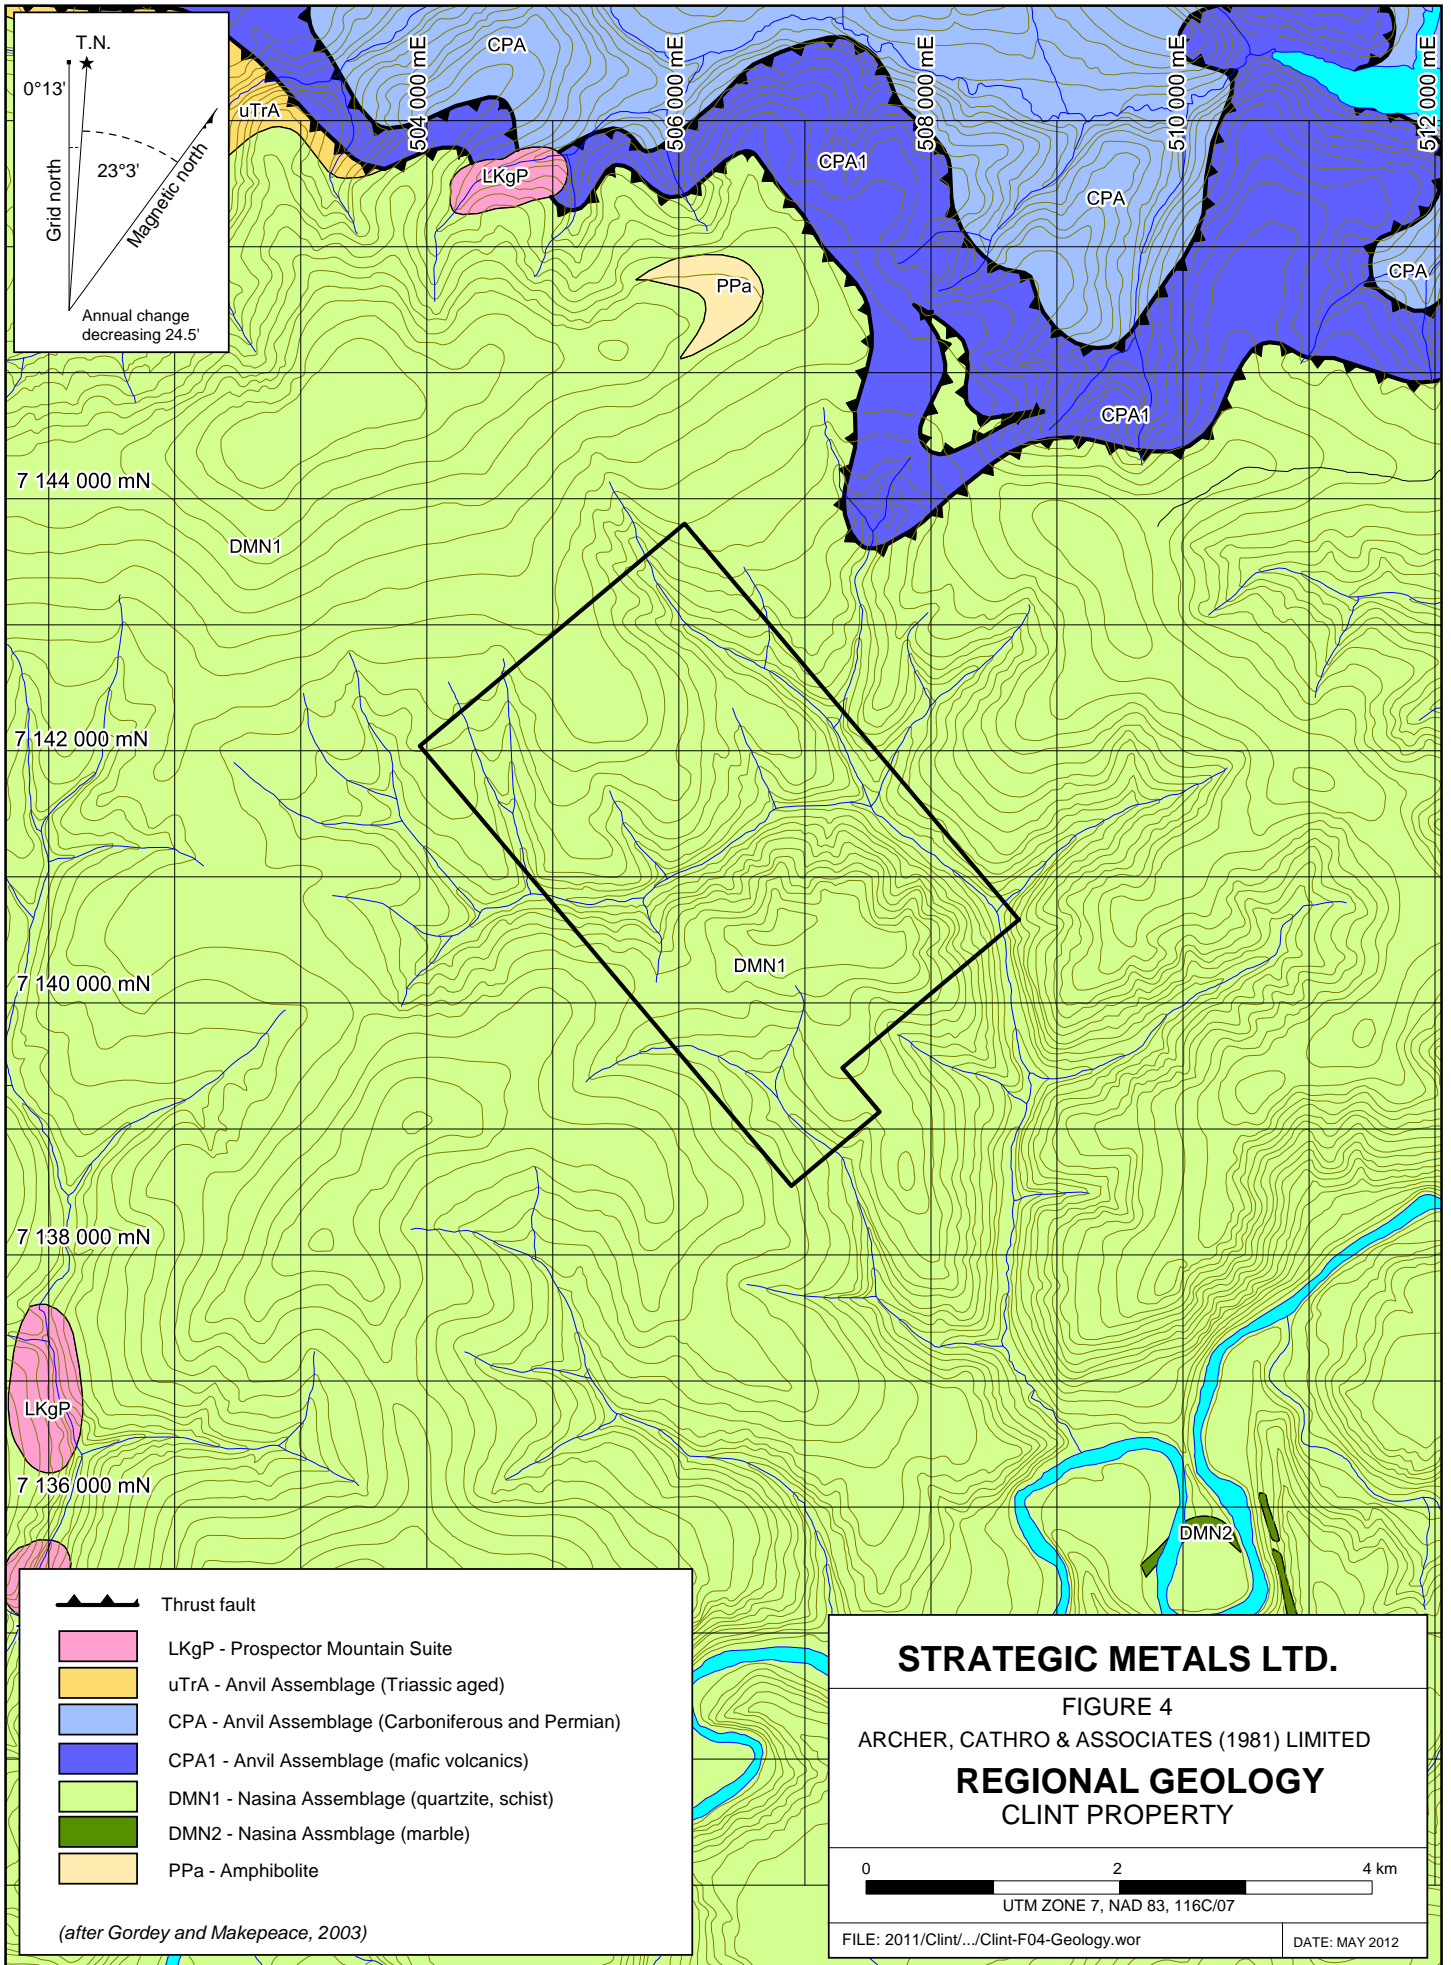 T.N.
0°13'
23°3'
Grid north
Magnetic north
Annual change
decreasing 24.5'
504 000 mE
506 000 mE
508 000 mE
510 000 mE
512 000 mE
CPA
uTrA
LKgP
CPA1
CPA
CPA
PPa
CPA1
7 144 000 mN
DMN1
7 142 000 mN
DMN1
7 140 000 mN
7 138 000 mN
LKgP
7 136 000 mN
DMN2
Thrust fault
LKgP - Prospector Mountain Suite
uTrA - Anvil Assemblage (Triassic aged)
CPA - Anvil Assemblage (Carboniferous and Permian)
CPA1 - Anvil Assemblage (mafic volcanics)
DMN1 - Nasina Assemblage (quartzite, schist)
DMN2 - Nasina Assmblage (marble)
PPa - Amphibolite
(after Gordey and Makepeace, 2003)
STRATEGIC METALS LTD.
FIGURE 4
ARCHER, CATHRO & ASSOCIATES (1981) LIMITED
REGIONAL GEOLOGY
CLINT PROPERTY
0 2 4 km
UTM ZONE 7, NAD 83, 116C/07
FILE: 2011/Clint/.../Clint-F04-Geology.wor
DATE: MAY 2012